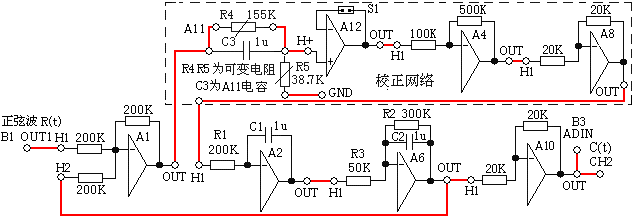 R4 155K S1 500K 20K
A11 A12
C3 1u H+ OUT 100K A4 A8
R4 R5 为可变电阻 R5 H1 OUT 20K
C3为A11电容 38.7K 校正网络 H1 OUT
GND
正弦波 R(t) 200K
B1 OUT1 H1 A1 R2 300K 20K B3
200K R1 C1 1u C2 1u ADIN
H2 A2 R3 A6 A10 C(t)
200K OUT H1 200K 50K 20K CH2
OUT H1 OUT H1 OUT